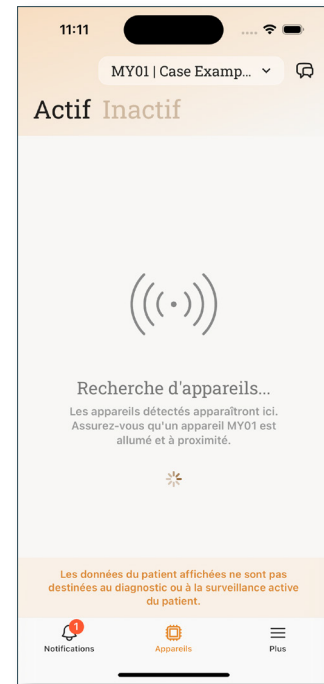 11:11
MY01 | Case Examp...
Actif Inactif
Recherche d'appareils...
Les appareils détectés apparaîtront ici.
Assurez-vous qu'un appareil MY01 est
allumé et à proximité.
Les données du patient affichées ne sont pas
destinées au diagnostic ou à la surveillance active
du patient.
1
Notifications Appareils Plus